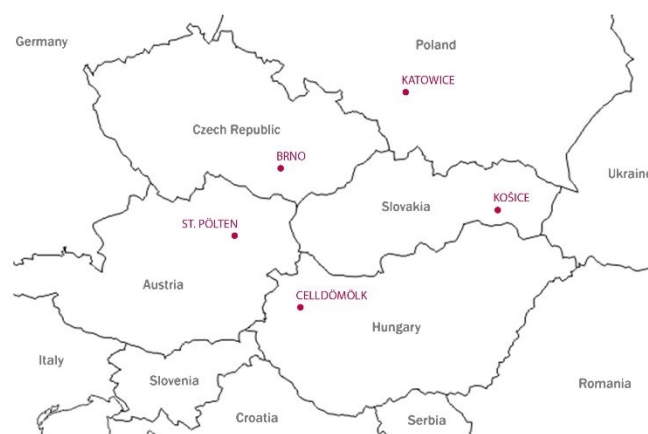 Germany
Poland
KATOWICE
Czech Republic
BRNO
Ukraine
Slovakia
KOŠICE
ST. PÖLTEN
Austria
CELLDÖMÖLK
Hungary
Italy
Slovenia
Romania
Croatia
Serbia